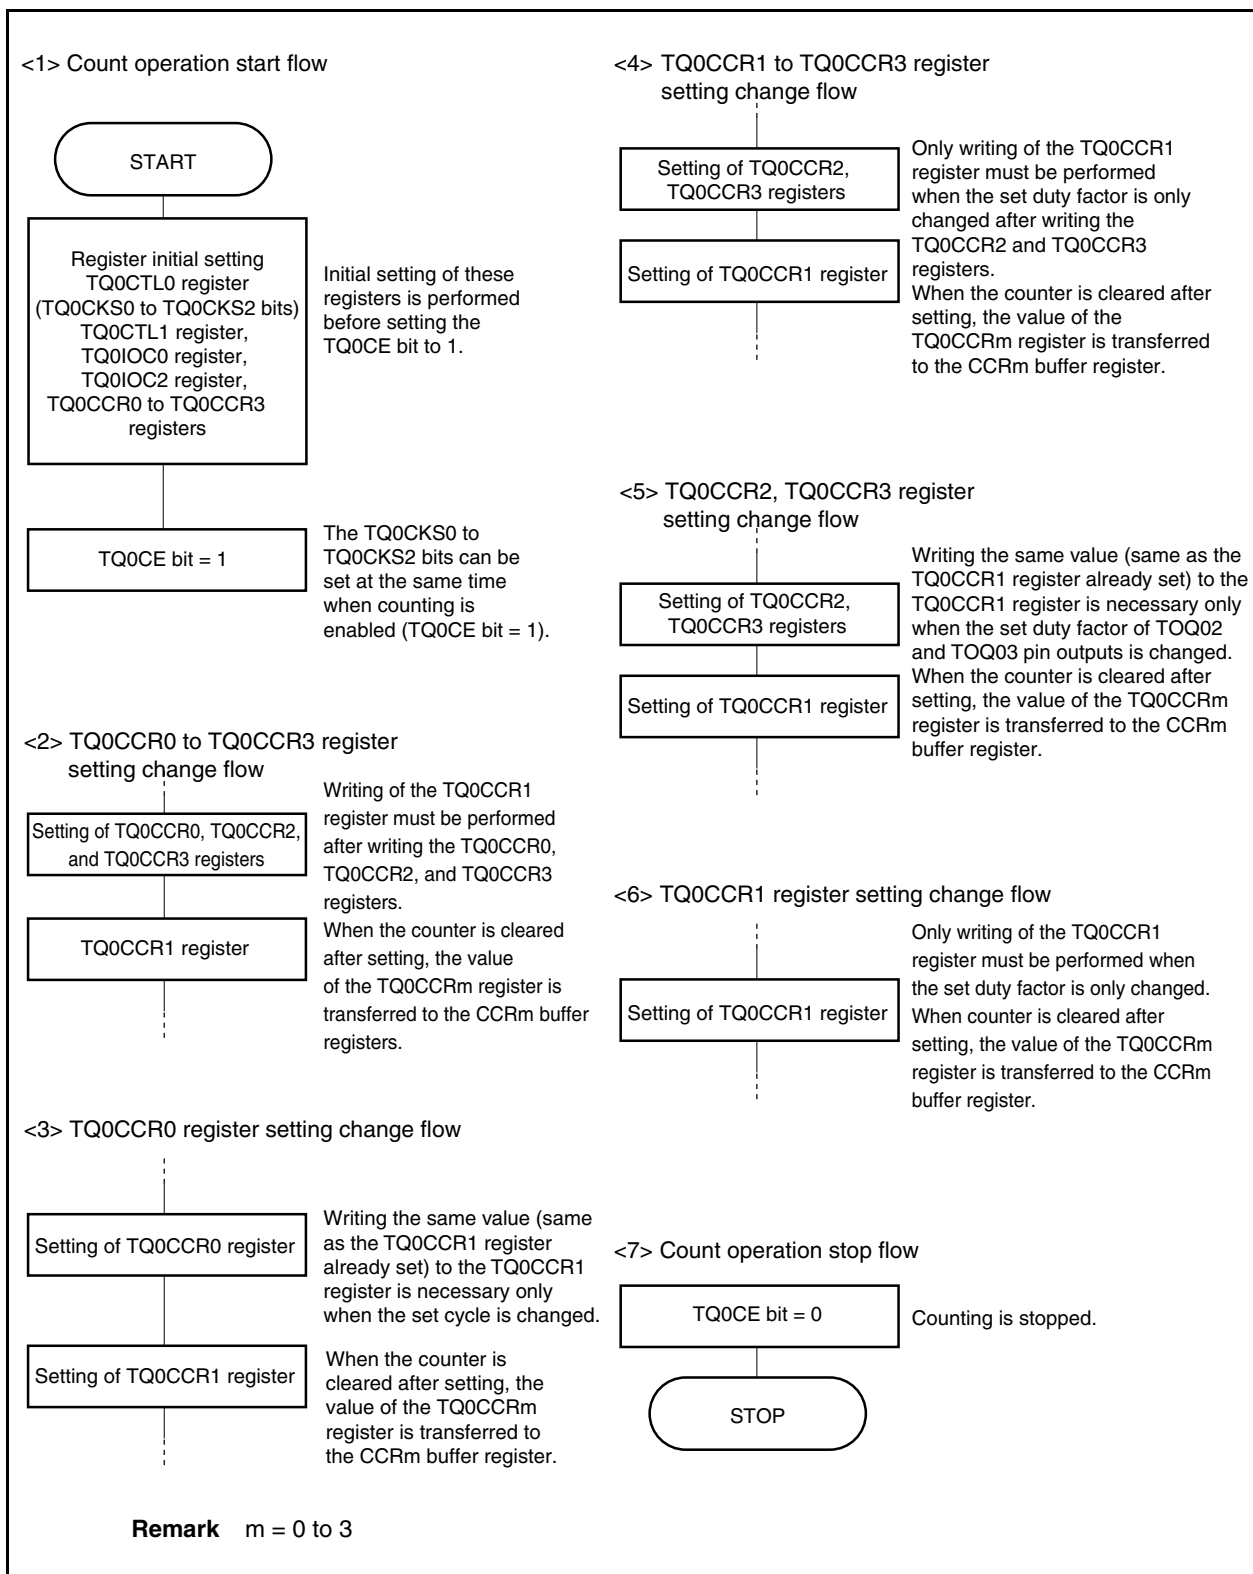 <1> Count operation start flow
START
Register initial setting
TQ0CTL0 register
(TQ0CKS0 to TQ0CKS2 bits)
TQ0CTL1 register,
TQ0IOC0 register,
TQ0IOC2 register,
TQ0CCR0 to TQ0CCR3
registers
Initial setting of these
registers is performed
before setting the
TQ0CE bit to 1.
TQ0CE bit = 1
The TQ0CKS0 to
TQ0CKS2 bits can be
set at the same time
when counting is
enabled (TQ0CE bit = 1).
<2> TQ0CCR0 to TQ0CCR3 register
setting change flow
Setting of TQ0CCR0, TQ0CCR2,
and TQ0CCR3 registers
TQ0CCR1 register
Writing of the TQ0CCR1
register must be performed
after writing the TQ0CCR0,
TQ0CCR2, and TQ0CCR3
registers.
When the counter is cleared
after setting, the value
of the TQ0CCRm register is
transferred to the CCRm buffer
registers.
<3> TQ0CCR0 register setting change flow
Setting of TQ0CCR0 register
Writing the same value (same
as the TQ0CCR1 register
already set) to the TQ0CCR1
register is necessary only
when the set cycle is changed.
Setting of TQ0CCR1 register
When the counter is
cleared after setting, the
value of the TQ0CCRm
register is transferred to
the CCRm buffer register.
<4> TQ0CCR1 to TQ0CCR3 register
setting change flow
Setting of TQ0CCR2,
TQ0CCR3 registers
Setting of TQ0CCR1 register
Only writing of the TQ0CCR1
register must be performed
when the set duty factor is only
changed after writing the
TQ0CCR2 and TQ0CCR3
registers.
When the counter is cleared after
setting, the value of the
TQ0CCRm register is transferred
to the CCRm buffer register.
<5> TQ0CCR2, TQ0CCR3 register
setting change flow
Setting of TQ0CCR2,
TQ0CCR3 registers
Setting of TQ0CCR1 register
Writing the same value (same as the
TQ0CCR1 register already set) to the
TQ0CCR1 register is necessary only
when the set duty factor of TOQ02
and TOQ03 pin outputs is changed.
When the counter is cleared after
setting, the value of the TQ0CCRm
register is transferred to the CCRm
buffer register.
<6> TQ0CCR1 register setting change flow
Setting of TQ0CCR1 register
Only writing of the TQ0CCR1
register must be performed when
the set duty factor is only changed.
When counter is cleared after
setting, the value of the TQ0CCRm
register is transferred to the CCRm
buffer register.
<7> Count operation stop flow
TQ0CE bit = 0
Counting is stopped.
STOP
Remark m = 0 to 3